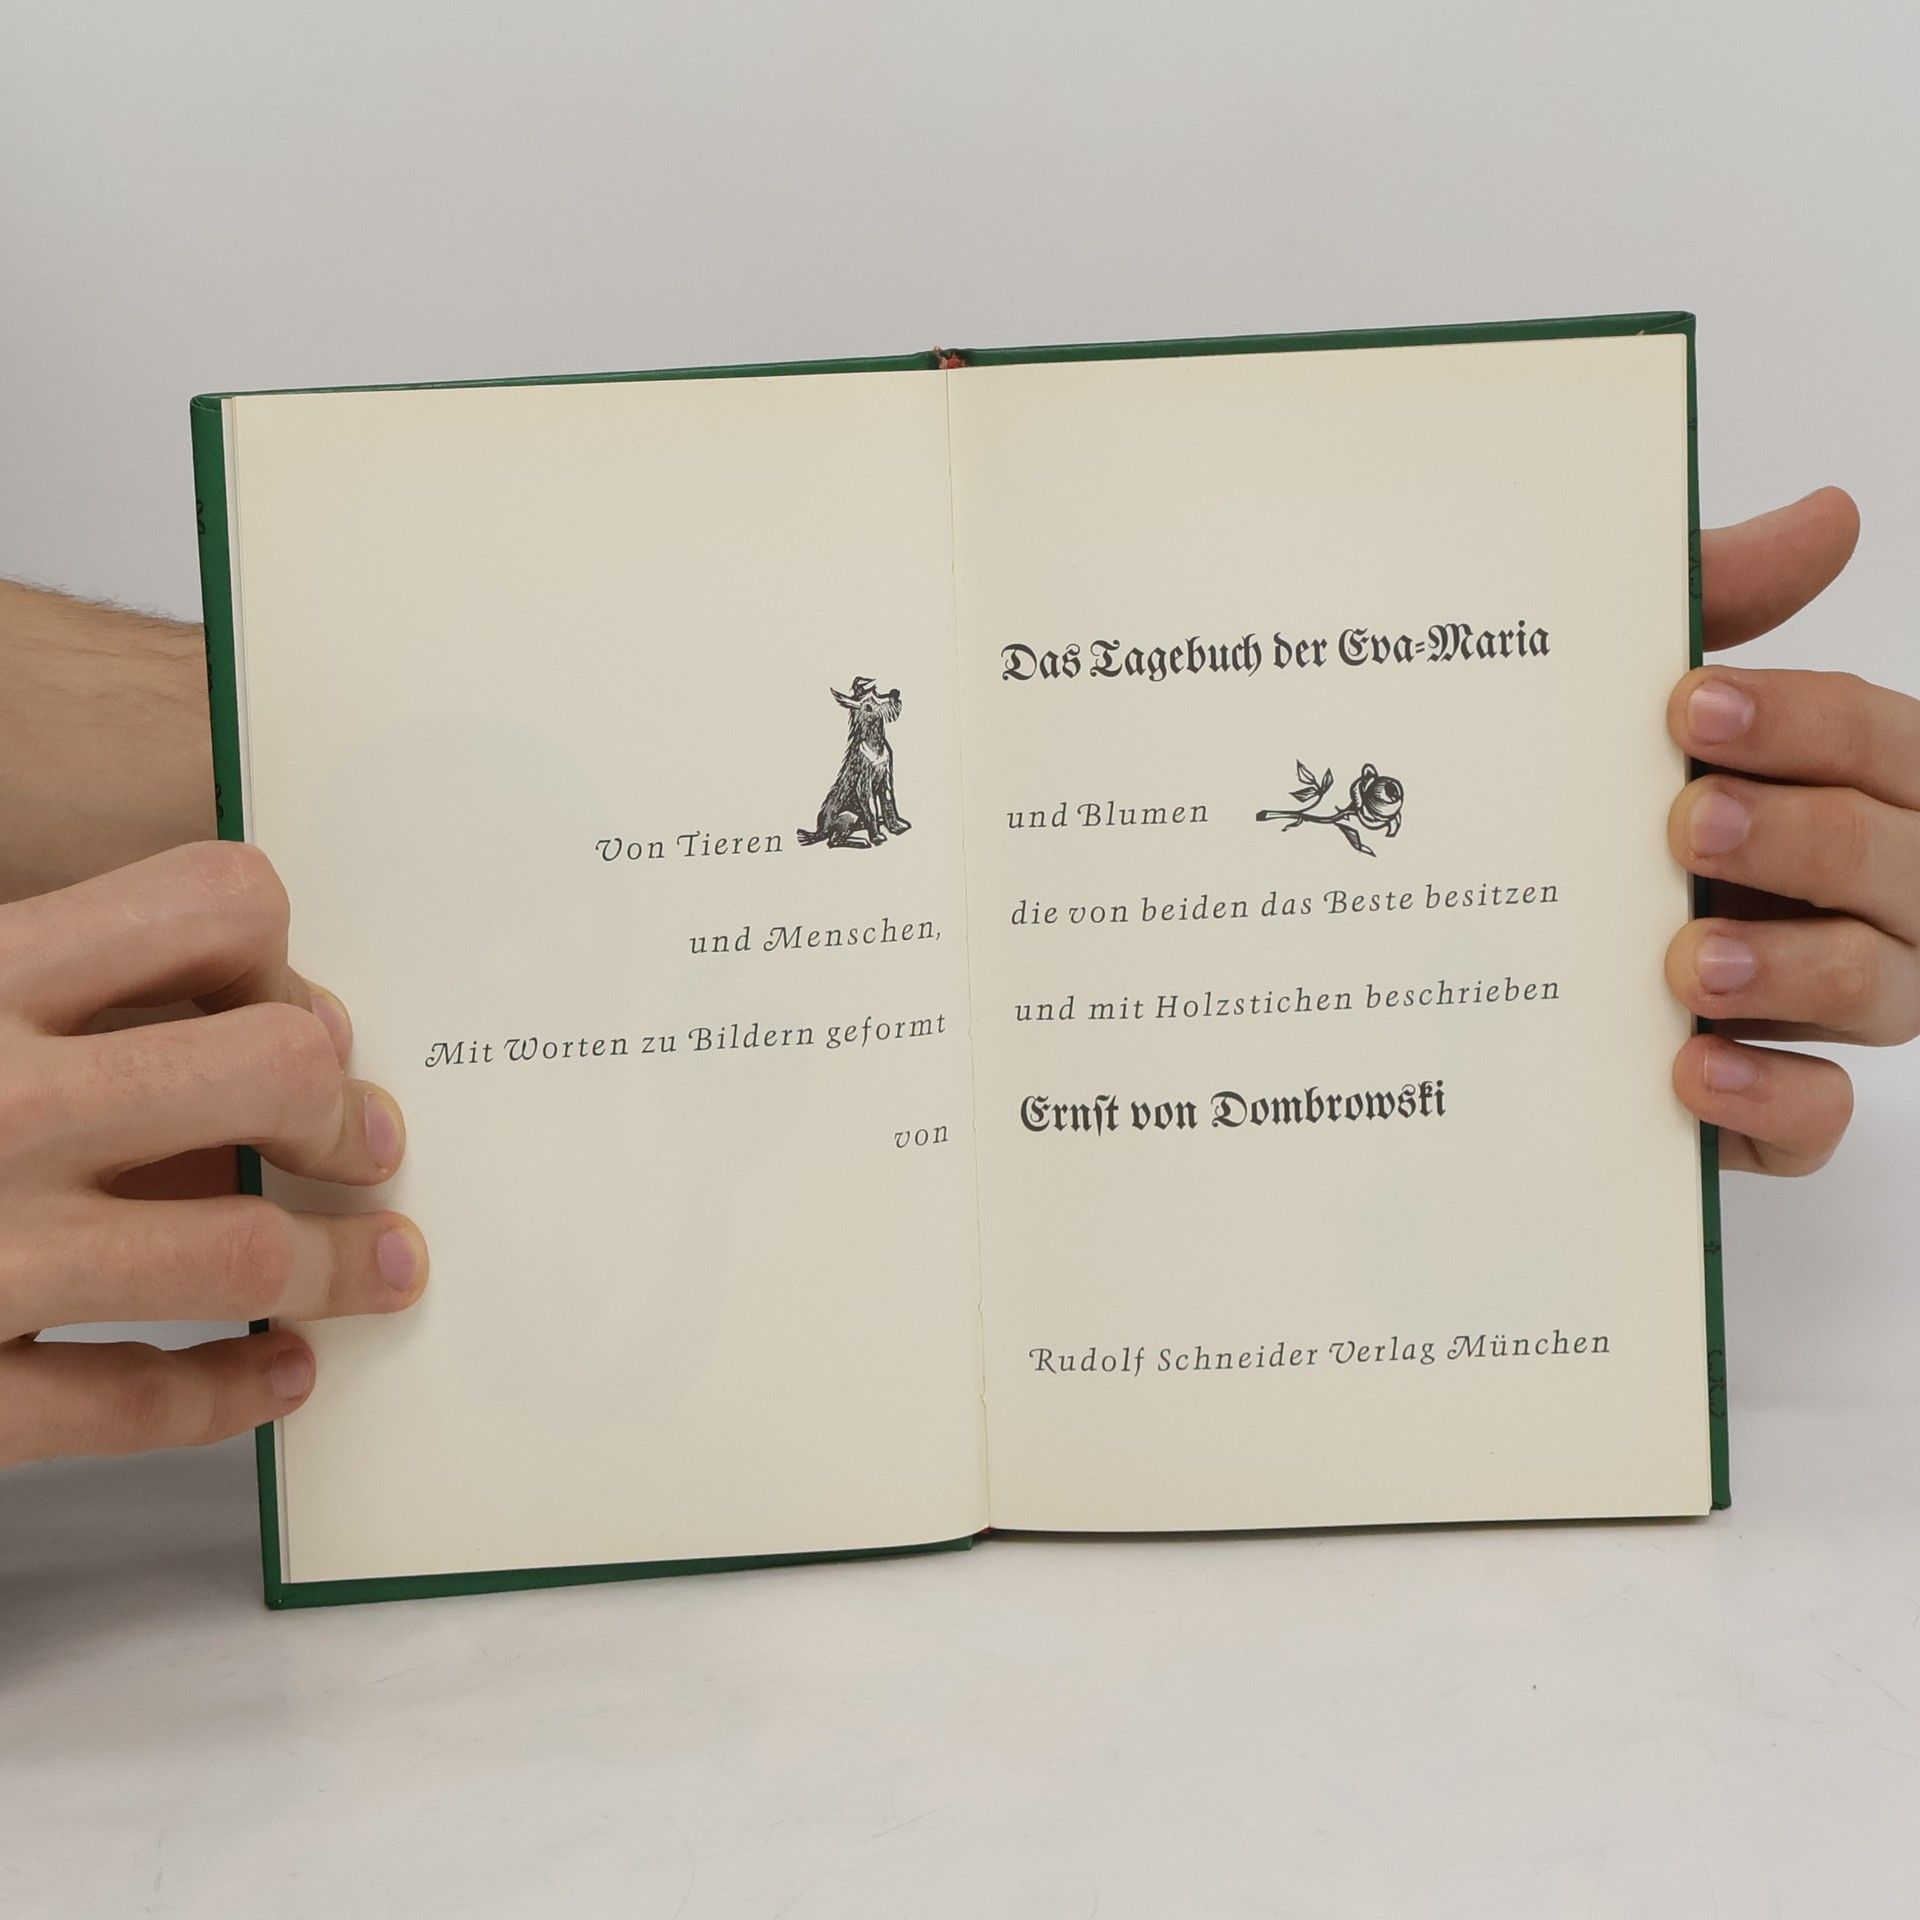 Das Tagebuch der Eva-Maria
Von Tieren und Blumen
und Menschen, die von beiden das Beste besitzen
Mit Worten zu Bildern geformt und mit Holzstichen beschrieben
von Ernſt von Dombrowski
Rudolf Schneider Verlag München